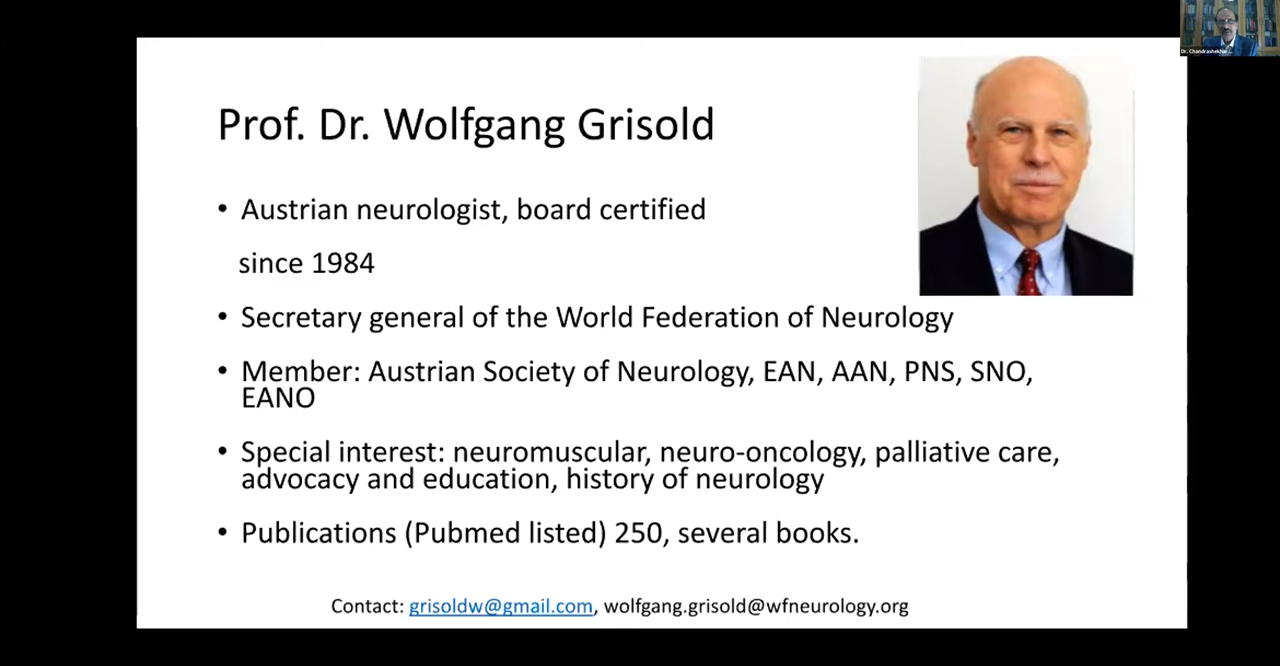 Dr. Chandrashekhar
Prof. Dr. Wolfgang Grisold
• Austrian neurologist, board certified
since 1984
• Secretary general of the World Federation of Neurology
• Member: Austrian Society of Neurology, EAN, AAN, PNS, SNO,
EANO
• Special interest: neuromuscular, neuro-oncology, palliative care,
advocacy and education, history of neurology
• Publications (Pubmed listed) 250, several books.
Contact: grisoldw@gmail.com, wolfgang.grisold@wfneurology.org